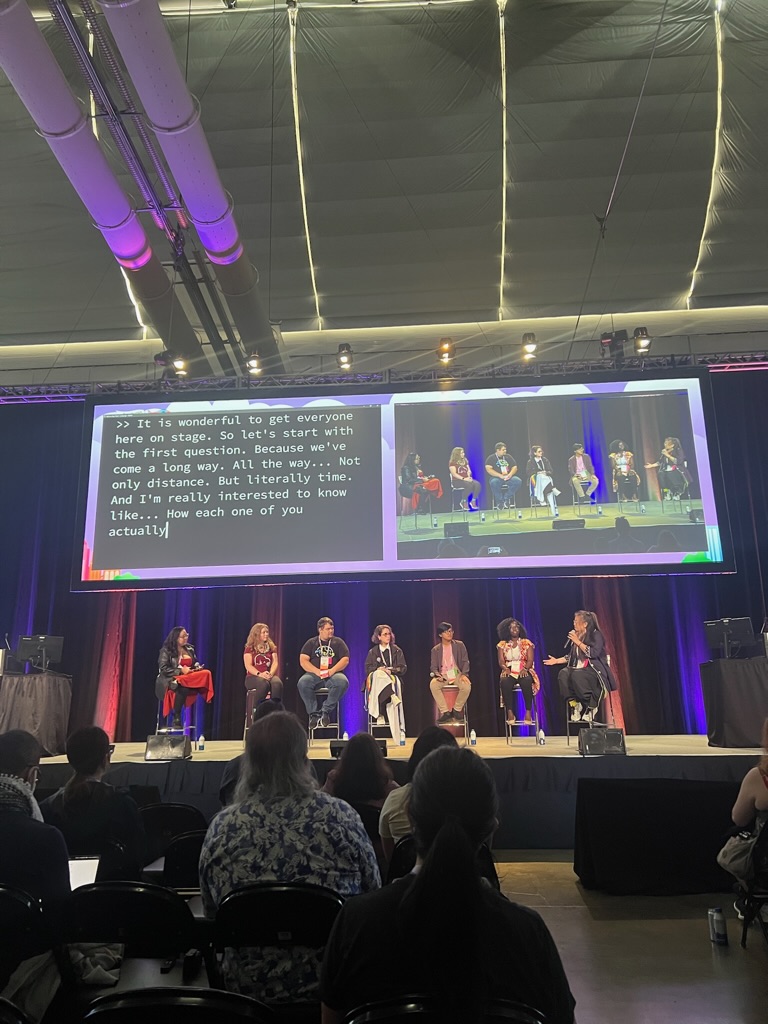 >> It is wonderful to get everyone
here on stage. So let's start with
the first question. Because we've
come a long way. All the way... Not
only distance. But literally time.
And I'm really interested to know
like... How each one of you
actually